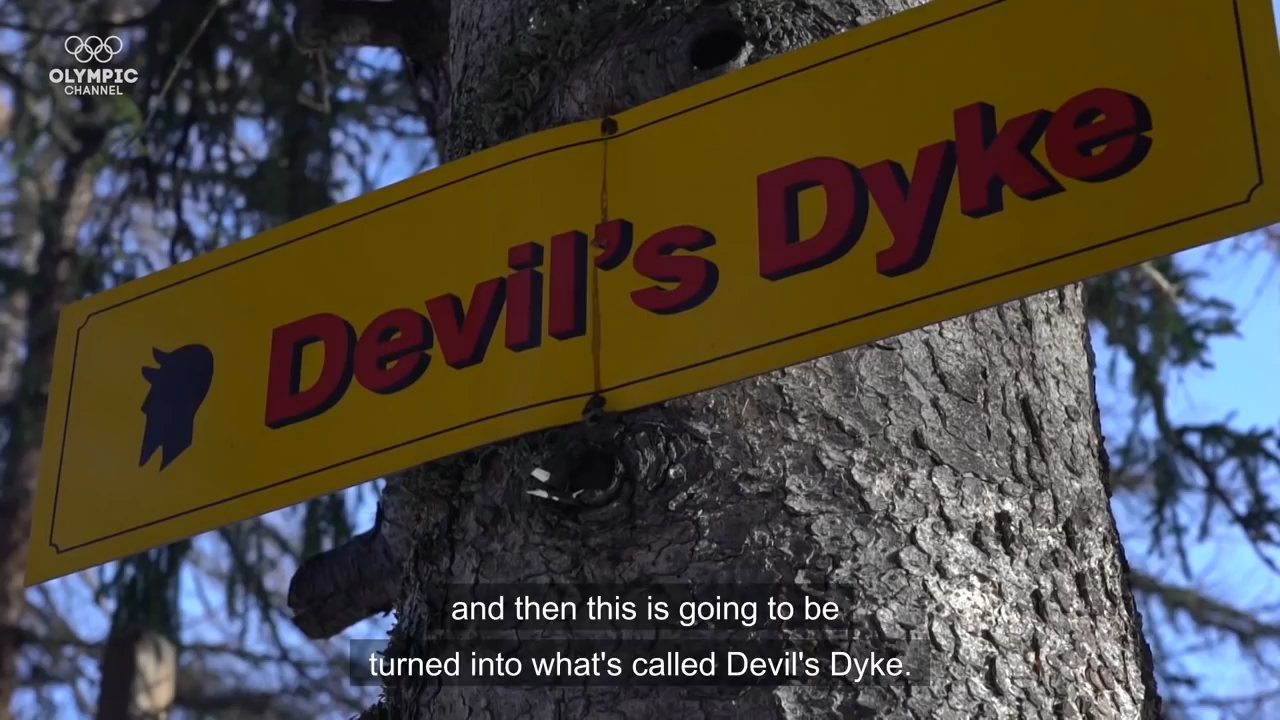 OLYMPIC
CHANNEL
Devil's Dyke
and then this is going to be
turned into what's called Devil's Dyke.